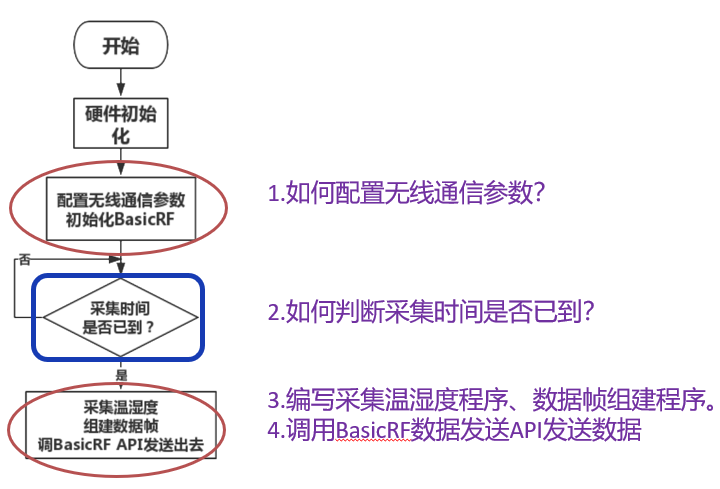 开始
硬件初始
化
配置无线通信参数
初始化BasicRF
1.如何配置无线通信参数？
否
采集时间
是否已到？
2.如何判断采集时间是否已到？
是
采集温湿度
组建数据帧
调BasicRF API发送出去
3.编写采集温湿度程序、数据帧组建程序。
4.调用BasicRF数据发送API发送数据